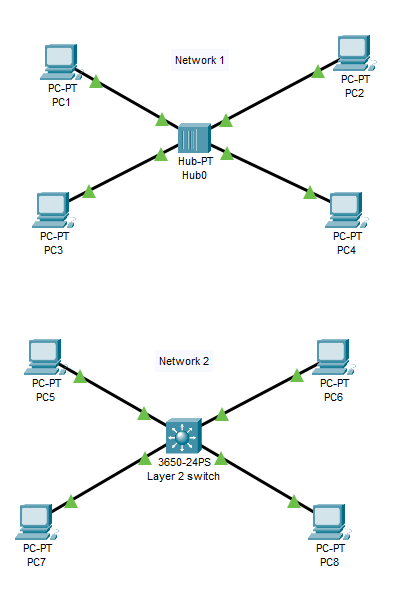 Network 1
PC-PT
PC1
PC-PT
PC2
Hub-PT
Hub0
PC-PT
PC3
PC-PT
PC4
Network 2
PC-PT
PC5
PC-PT
PC6
3650-24PS
Layer 2 switch
PC-PT
PC7
PC-PT
PC8